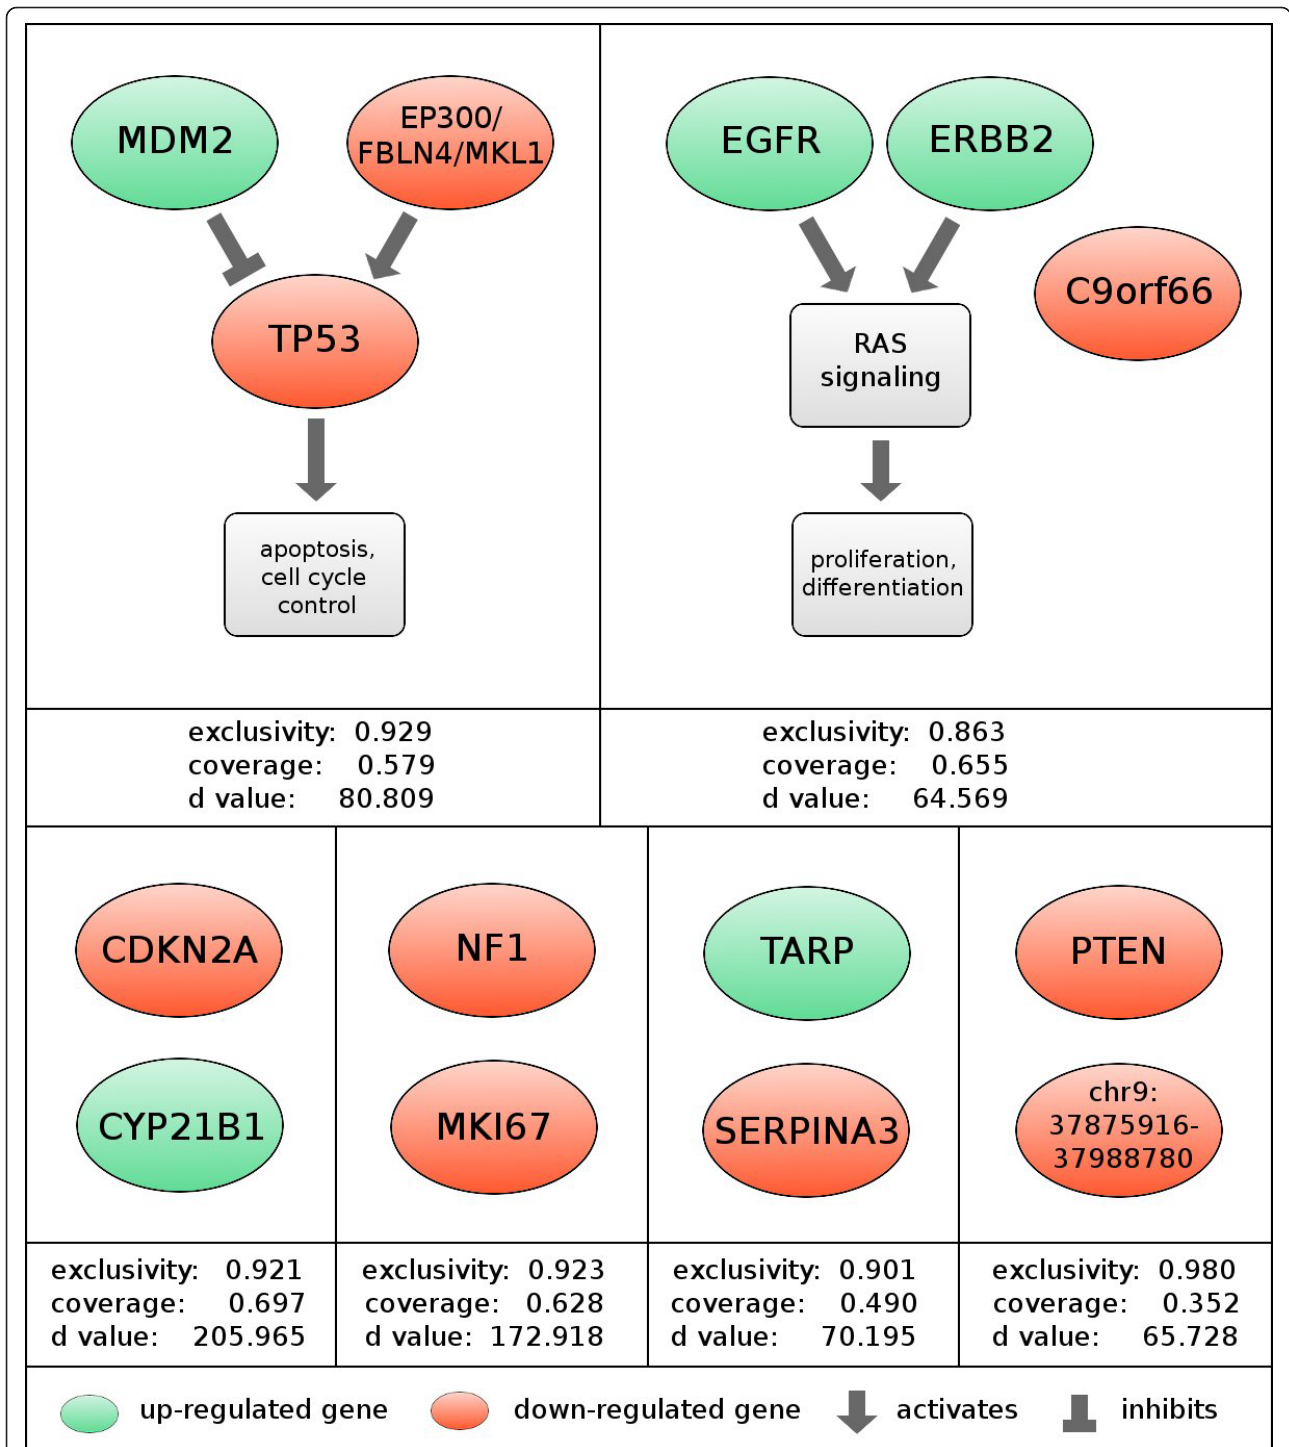 MDM2
EP300/
FBLN4/MKL1
TP53
apoptosis,
cell cycle
control
EGFR
ERBB2
C9orf66
RAS
signaling
proliferation,
differentiation
exclusivity: 0.929
coverage: 0.579
d value: 80.809
exclusivity: 0.863
coverage: 0.655
d value: 64.569
CDKN2A
CYP21B1
NF1
MKI67
TARP
SERPINA3
PTEN
chr9:
37875916-
37988780
exclusivity: 0.921
coverage: 0.697
d value: 205.965
exclusivity: 0.923
coverage: 0.628
d value: 172.918
exclusivity: 0.901
coverage: 0.490
d value: 70.195
exclusivity: 0.980
coverage: 0.352
d value: 65.728
up-regulated gene
down-regulated gene
activates
inhibits